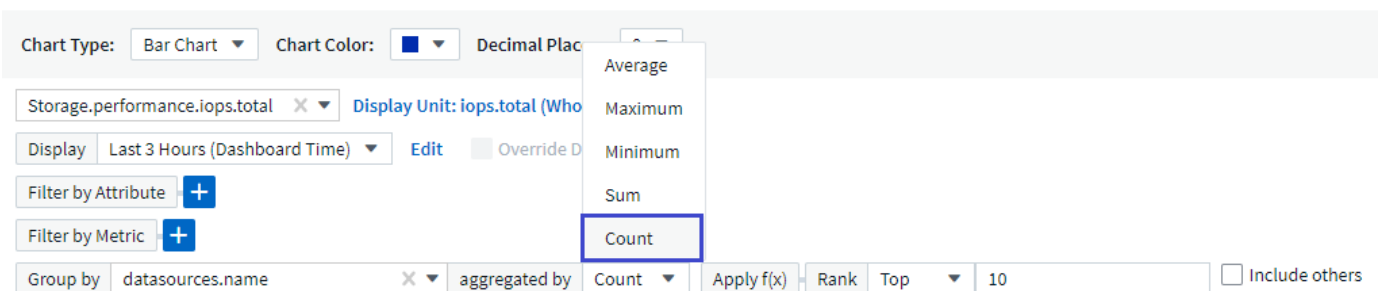 Chart Type: Bar Chart Chart Color: Decimal Plac
Average
Storage.performance.iops.total Display Unit: iops.total (Who
Maximum
Display Last 3 Hours (Dashboard Time) Edit Override D
Minimum
Filter by Attribute +
Sum
Filter by Metric +
Count
Group by datasources.name aggregated by Count Apply f(x) Rank Top 10 Include others